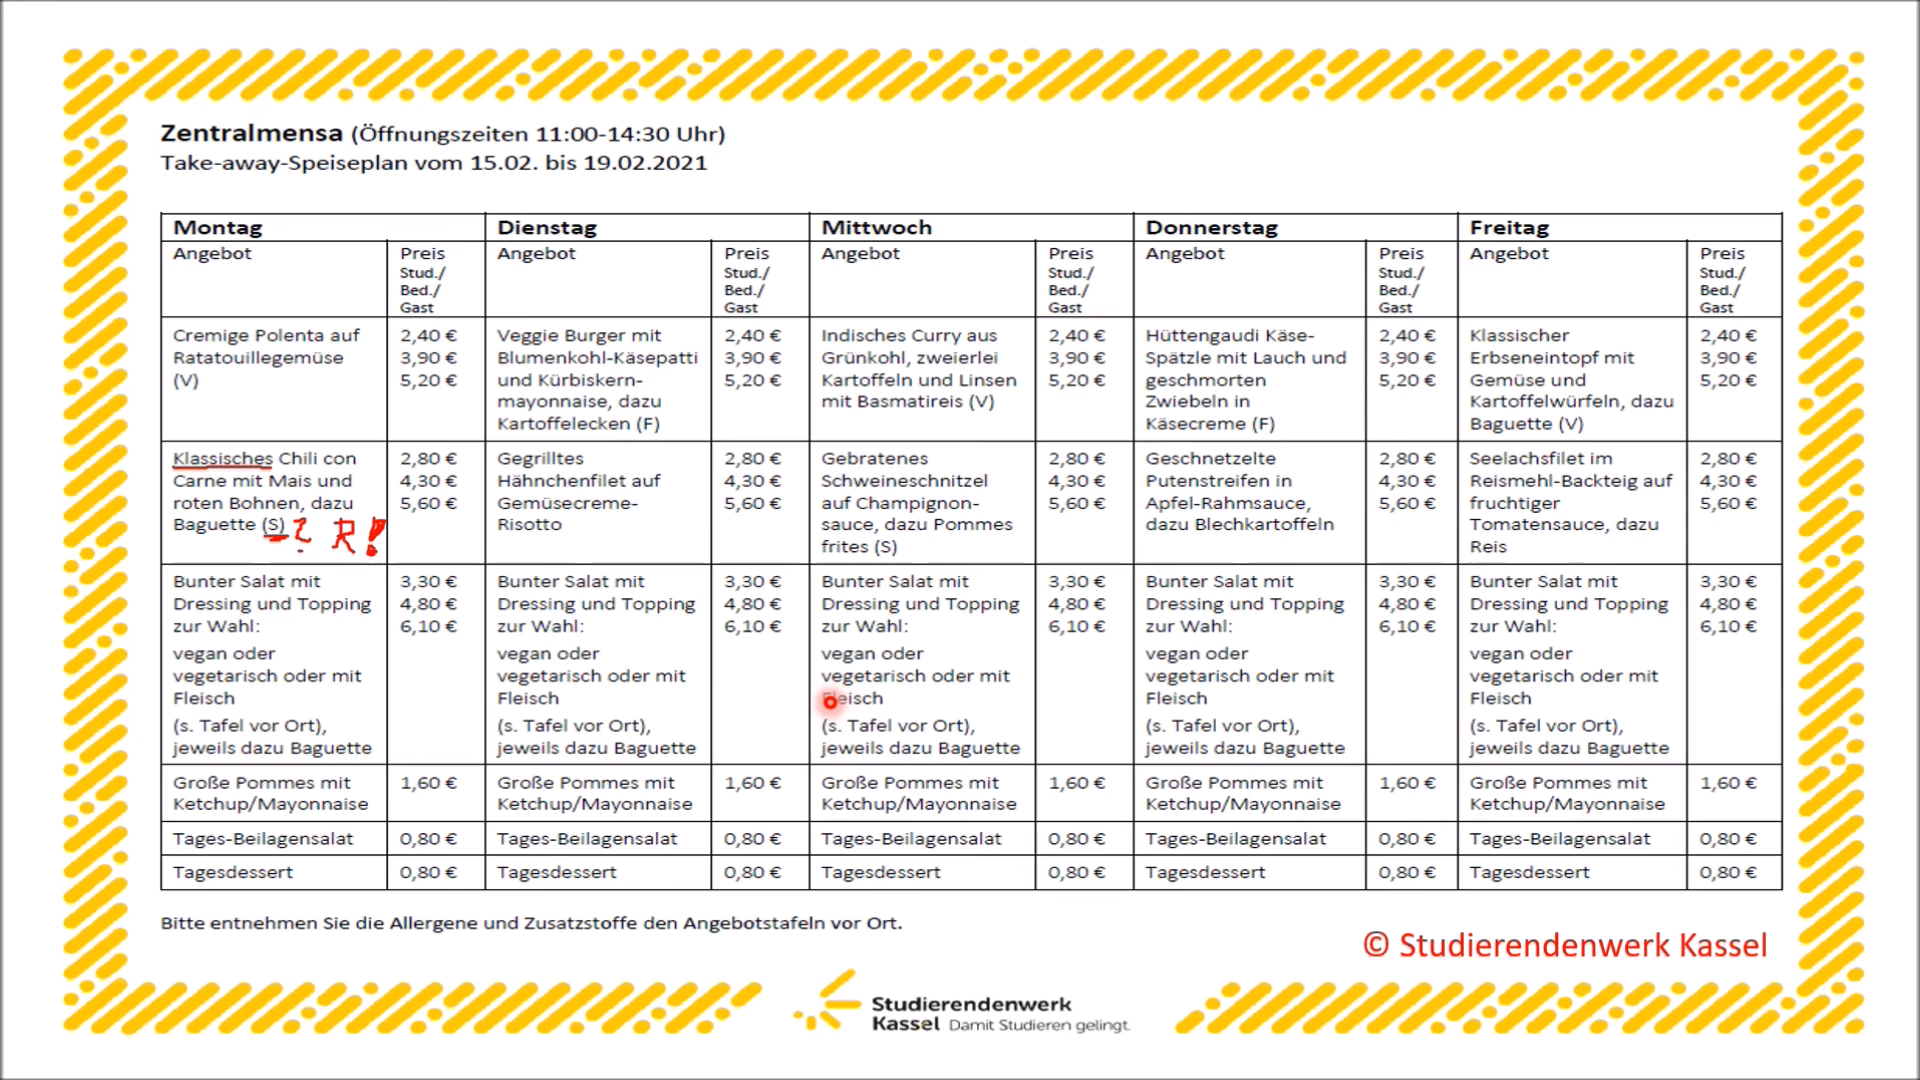 Zentralmensa (Öffnungszeiten 11:00-14:30 Uhr)
Take-away-Speiseplan vom 15.02. bis 19.02.2021
Montag
Angebot
Preis
Stud./
Bed./
Gast
Cremige Polenta auf
Ratatouillegemüse
(V)
2,40 €
3,90 €
5,20 €
Klassisches Chili con
Carne mit Mais und
roten Bohnen, dazu
Baguette (S) ? R!
2,80 €
4,30 €
5,60 €
Bunter Salat mit
Dressing und Topping
zur Wahl:
vegan oder
vegetarisch oder mit
Fleisch
(s. Tafel vor Ort),
jeweils dazu Baguette
3,30 €
4,80 €
6,10 €
Große Pommes mit
Ketchup/Mayonnaise
1,60 €
Tages-Beilagensalat
0,80 €
Tagesdessert
0,80 €
Dienstag
Angebot
Preis
Stud./
Bed./
Gast
Veggie Burger mit
Blumenkohl-Käsepatti
und Kürbiskern-
mayonnaise, dazu
Kartoffelecken (F)
2,40 €
3,90 €
5,20 €
Gegrilltes
Hähnchenfilet auf
Gemüsecreme-
Risotto
2,80 €
4,30 €
5,60 €
Bunter Salat mit
Dressing und Topping
zur Wahl:
vegan oder
vegetarisch oder mit
Fleisch
(s. Tafel vor Ort),
jeweils dazu Baguette
3,30 €
4,80 €
6,10 €
Große Pommes mit
Ketchup/Mayonnaise
1,60 €
Tages-Beilagensalat
0,80 €
Tagesdessert
0,80 €
Mittwoch
Angebot
Preis
Stud./
Bed./
Gast
Indisches Curry aus
Grünkohl, zweierlei
Kartoffeln und Linsen
mit Basmatireis (V)
2,40 €
3,90 €
5,20 €
Gebratenes
Schweineschnitzel
auf Champignon-
sauce, dazu Pommes
frites (S)
2,80 €
4,30 €
5,60 €
Bunter Salat mit
Dressing und Topping
zur Wahl:
vegan oder
vegetarisch oder mit
Fleisch
(s. Tafel vor Ort),
jeweils dazu Baguette
3,30 €
4,80 €
6,10 €
Große Pommes mit
Ketchup/Mayonnaise
1,60 €
Tages-Beilagensalat
0,80 €
Tagesdessert
0,80 €
Donnerstag
Angebot
Preis
Stud./
Bed./
Gast
Hüttengaudi Käse-
Spätzle mit Lauch und
geschmorten
Zwiebeln in
Käsecreme (F)
2,40 €
3,90 €
5,20 €
Geschnetzelte
Putenstreifen in
Apfel-Rahmsauce,
dazu Blechkartoffeln
2,80 €
4,30 €
5,60 €
Bunter Salat mit
Dressing und Topping
zur Wahl:
vegan oder
vegetarisch oder mit
Fleisch
(s. Tafel vor Ort),
jeweils dazu Baguette
3,30 €
4,80 €
6,10 €
Große Pommes mit
Ketchup/Mayonnaise
1,60 €
Tages-Beilagensalat
0,80 €
Tagesdessert
0,80 €
Freitag
Angebot
Preis
Stud./
Bed./
Gast
Klassischer
Erbseneintopf mit
Gemüse und
Kartoffelwürfeln, dazu
Baguette (V)
2,40 €
3,90 €
5,20 €
Seelachsfilet im
Reismehl-Backteig auf
fruchtiger
Tomatensauce, dazu
Reis
2,80 €
4,30 €
5,60 €
Bunter Salat mit
Dressing und Topping
zur Wahl:
vegan oder
vegetarisch oder mit
Fleisch
(s. Tafel vor Ort),
jeweils dazu Baguette
3,30 €
4,80 €
6,10 €
Große Pommes mit
Ketchup/Mayonnaise
1,60 €
Tages-Beilagensalat
0,80 €
Tagesdessert
0,80 €
Bitte entnehmen Sie die Allergene und Zusatzstoffe den Angebotstafeln vor Ort.
© Studierendenwerk Kassel
Studierendenwerk
Kassel Damit Studieren gelingt.